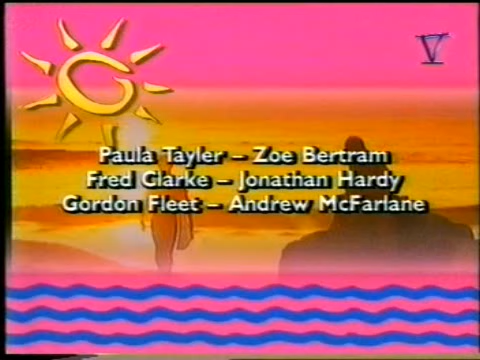 V
Paula Tayler – Zoe Bertram
Fred Clarke – Jonathan Hardy
Gordon Fleet – Andrew McFarlane